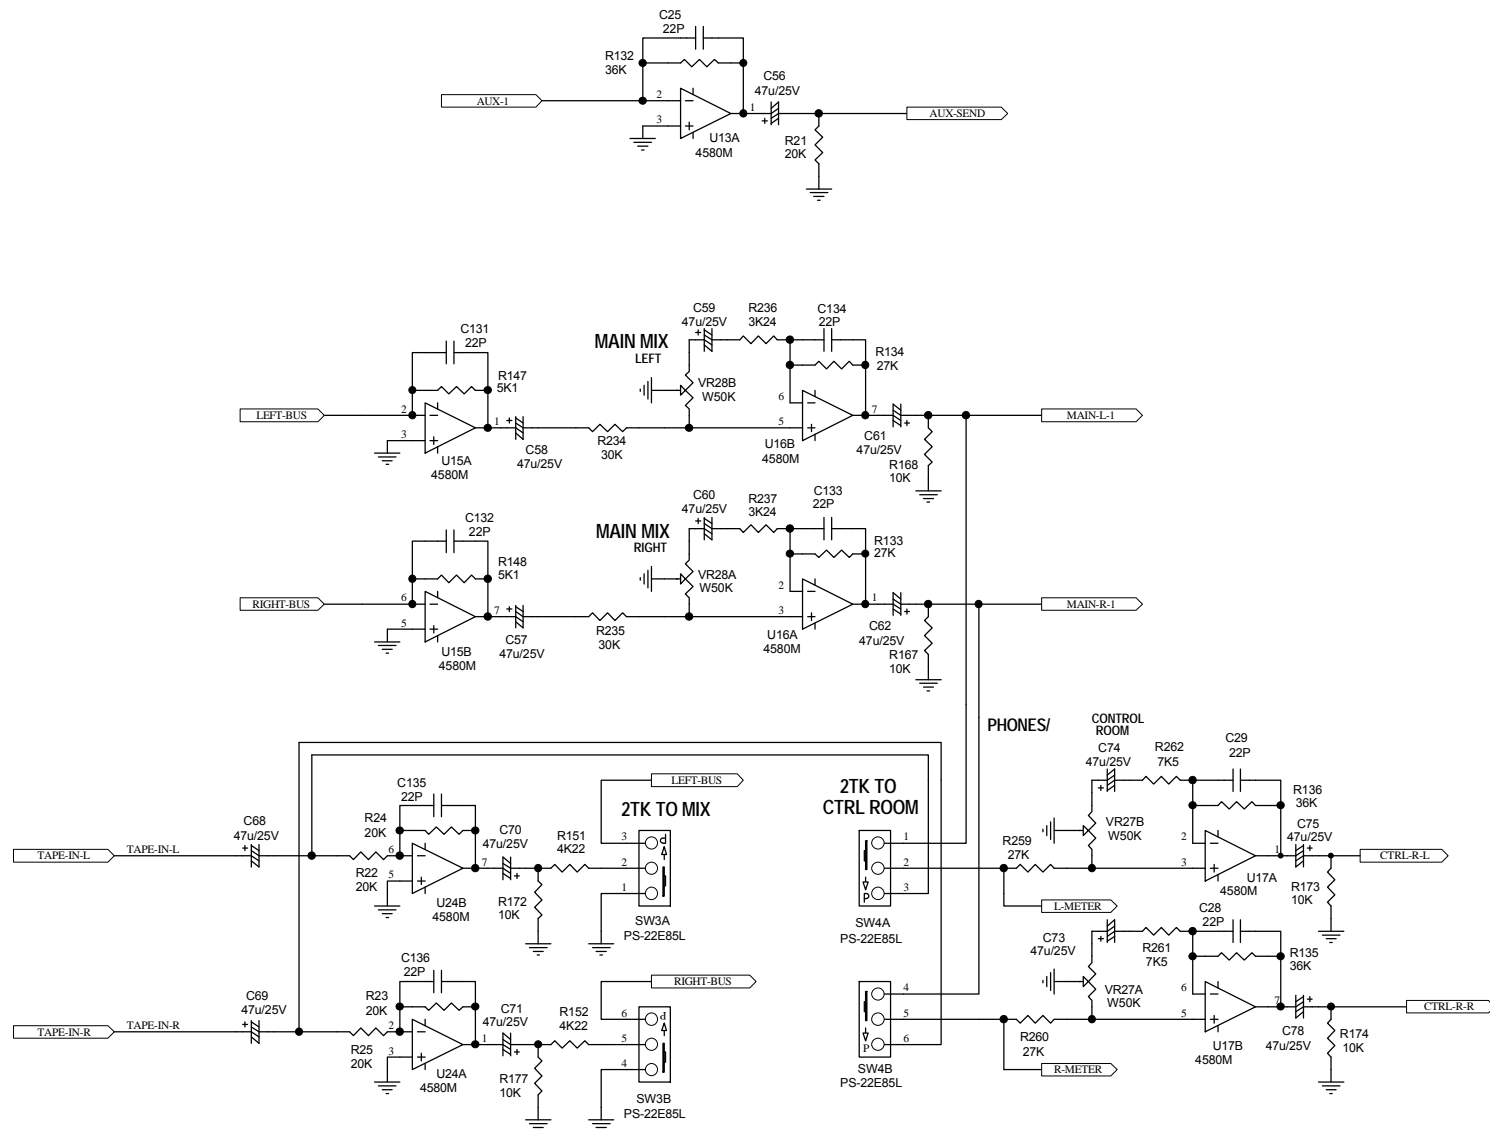 C25
22P
R132
36K
C56
47u/25V
AUX-1
2
3
1
U13A
4580M
R21
20K
AUX-SEND
C59
47u/25V
R236
3K24
C134
22P
C131
22P
MAIN MIX
LEFT
R134
27K
R147
5K1
VR28B
W50K
LEFT-BUS
2
3
1
6
5
7
MAIN-L-1
U15A
4580M
C58
47u/25V
R234
30K
U16B
4580M
C61
47u/25V
R168
10K
C60
47u/25V
R237
3K24
C133
22P
C132
22P
MAIN MIX
RIGHT
R133
27K
R148
5K1
VR28A
W50K
RIGHT-BUS
6
5
7
2
3
1
MAIN-R-1
U15B
4580M
C57
47u/25V
R235
30K
U16A
4580M
C62
47u/25V
R167
10K
PHONES/
CONTROL
ROOM
C74
47u/25V
R262
7K5
C29
22P
C135
22P
LEFT-BUS
2TK TO MIX
2TK TO
CTRL ROOM
R136
36K
C68
47u/25V
R24
20K
C70
47u/25V
R151
4K22
VR27B
W50K
C75
47u/25V
R259
27K
TAPE-IN-L
TAPE-IN-L
6
5
7
3
2
1
d
1
2
3
p
2
3
1
CTRL-R-L
R22
20K
U24B
4580M
R172
10K
SW3A
PS-22E85L
SW4A
PS-22E85L
L-METER
U17A
4580M
R173
10K
C73
47u/25V
R261
7K5
C28
22P
C136
22P
RIGHT-BUS
R135
36K
C69
47u/25V
R23
20K
C71
47u/25V
R152
4K22
VR27A
W50K
TAPE-IN-R
TAPE-IN-R
2
3
1
6
5
4
d
4
5
6
P
6
5
7
CTRL-R-R
R25
20K
U24A
4580M
R177
10K
SW3B
PS-22E85L
SW4B
PS-22E85L
R260
27K
R-METER
U17B
4580M
C78
47u/25V
R174
10K